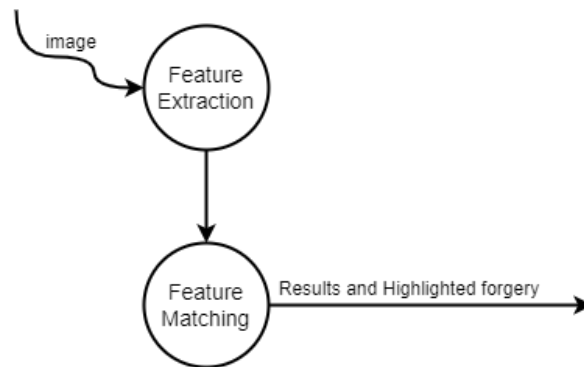 image
Feature
Extraction
Feature
Matching
Results and Highlighted forgery